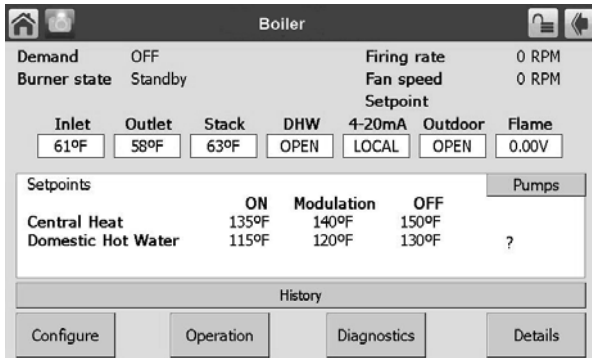 Boiler
Demand OFF Firing rate 0 RPM
Burner state Standby Fan speed 0 RPM
Setpoint
Inlet Outlet Stack DHW 4-20mA Outdoor Flame
61ºF 58ºF 63ºF OPEN LOCAL OPEN 0.00V
Setpoints Pumps
ON Modulation OFF
Central Heat 135ºF 140ºF 150ºF
Domestic Hot Water 115ºF 120ºF 130ºF ?
History
Configure Operation Diagnostics Details